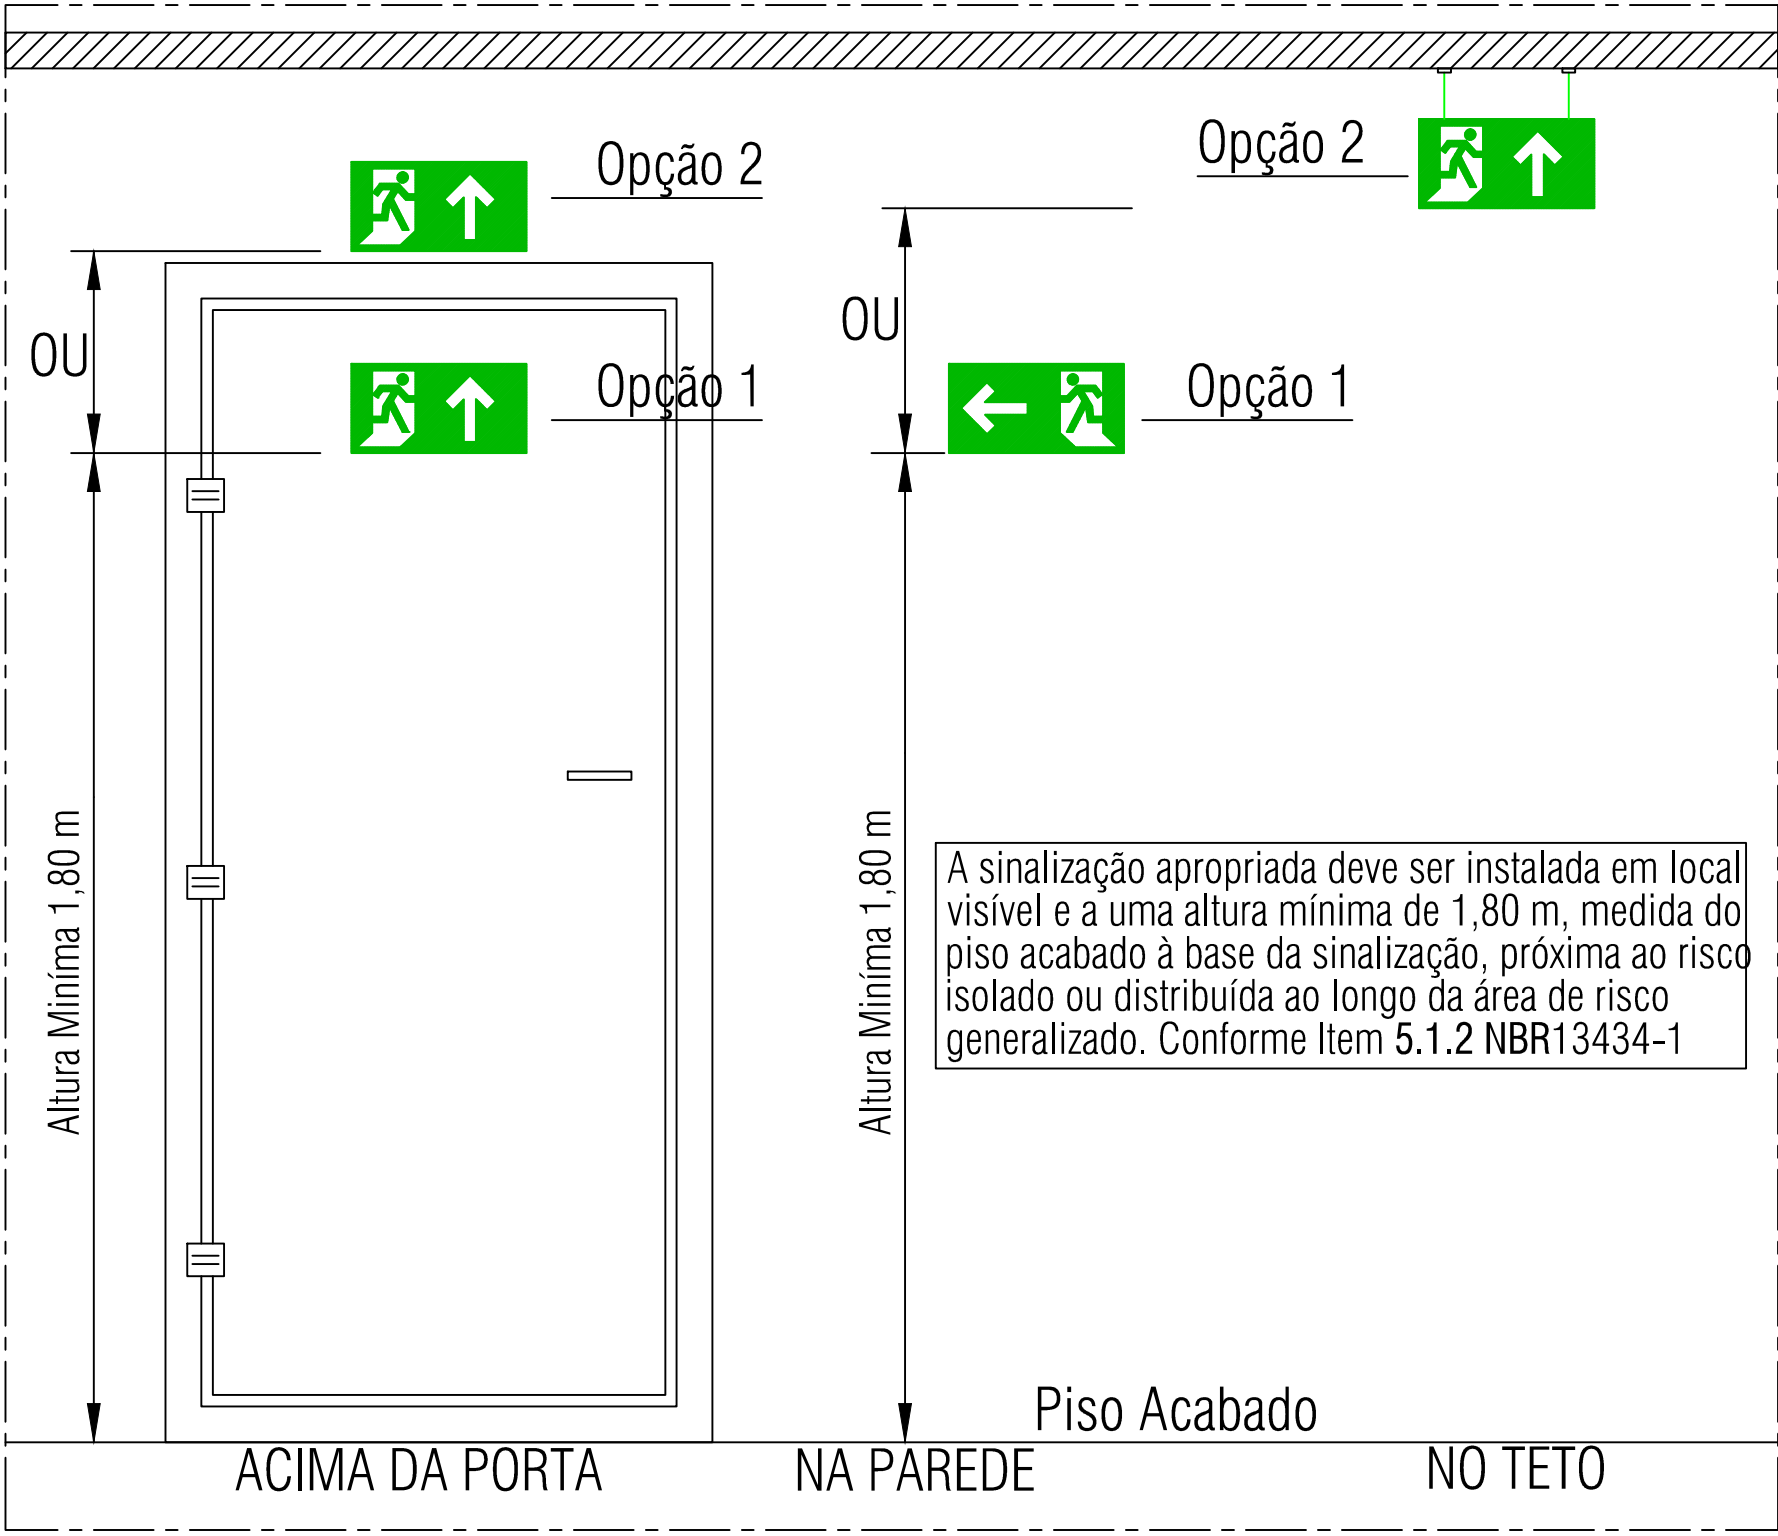 Opção 2
Opção 2
OU
OU
Opção 1
Opção 1
Altura Miníma 1,80 m
Altura Miníma 1,80 m
A sinalização apropriada deve ser instalada em local
visível e a uma altura mínima de 1,80 m, medida do
piso acabado à base da sinalização, próxima ao risco
isolado ou distribuída ao longo da área de risco
generalizado. Conforme Item 5.1.2 NBR13434-1
Piso Acabado
ACIMA DA PORTA
NA PAREDE
NO TETO